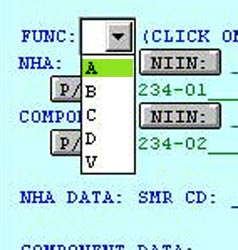 FUNC: (CLICK ON
NHA: A NIIN:
P/ B 234-01
COMPO C NIIN:
P/ D 234-02
V
NHA DATA: SMR CD:
COMPONENT DATA: